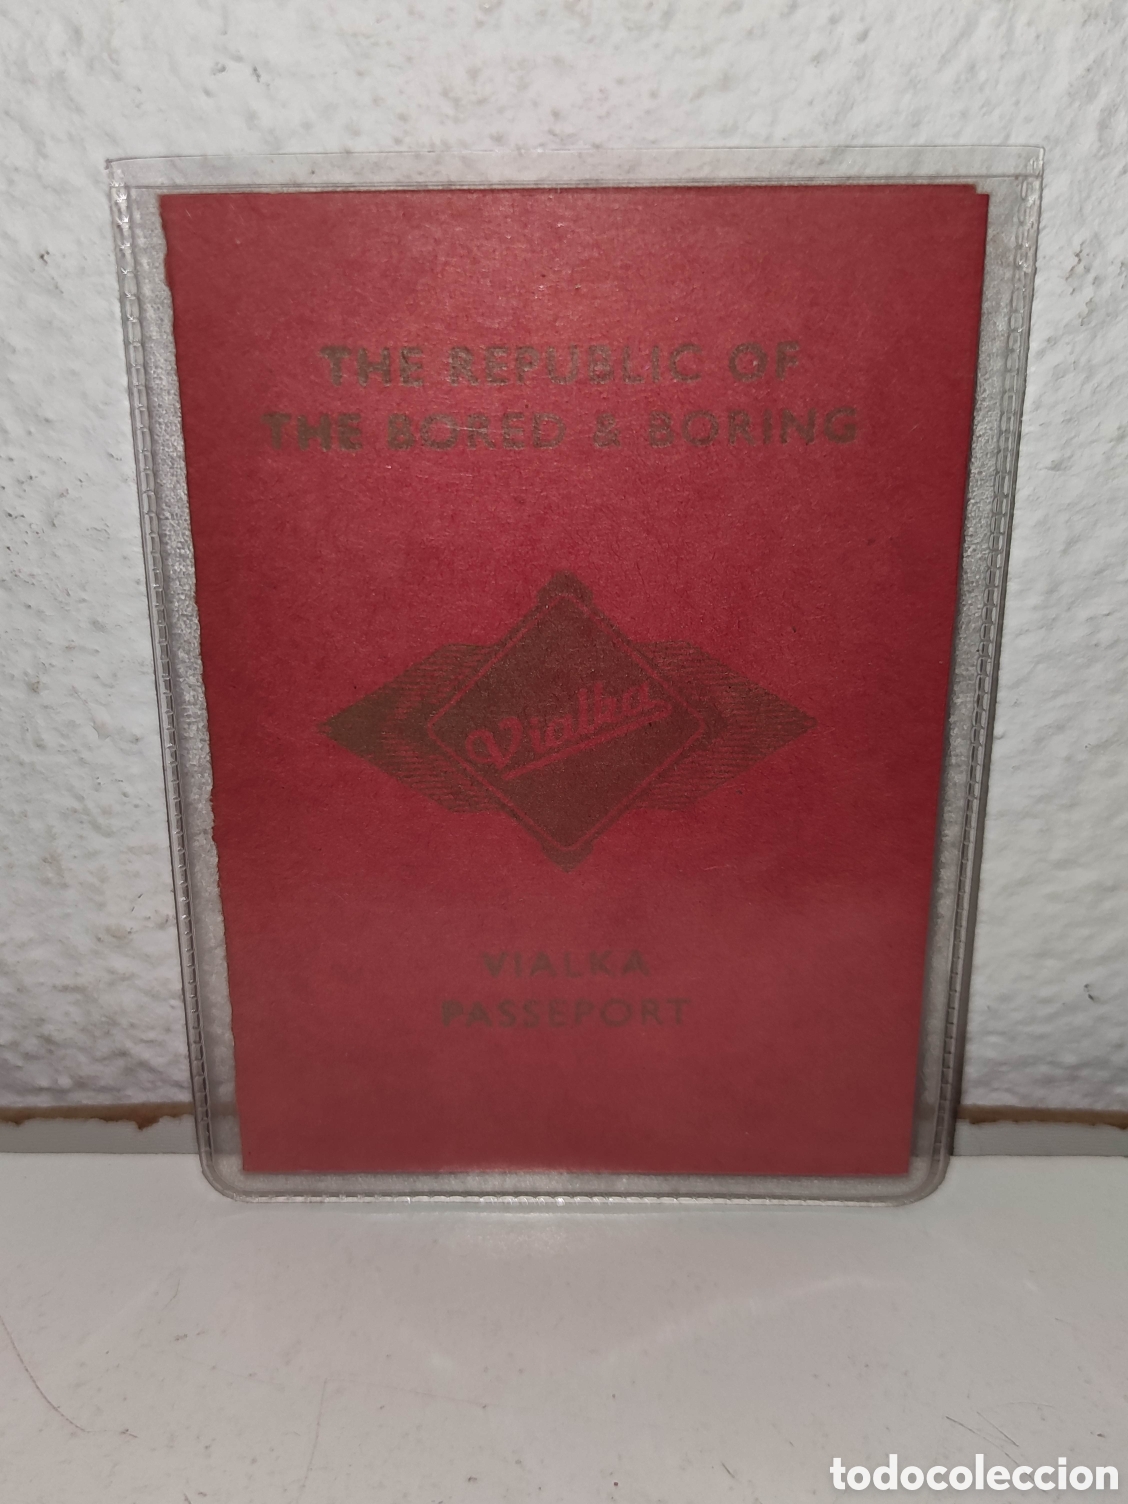 THE REPUBLIC OF
THE BORED & BORING
Vialka
VIALKA
PASSEPORT
todocoleccion